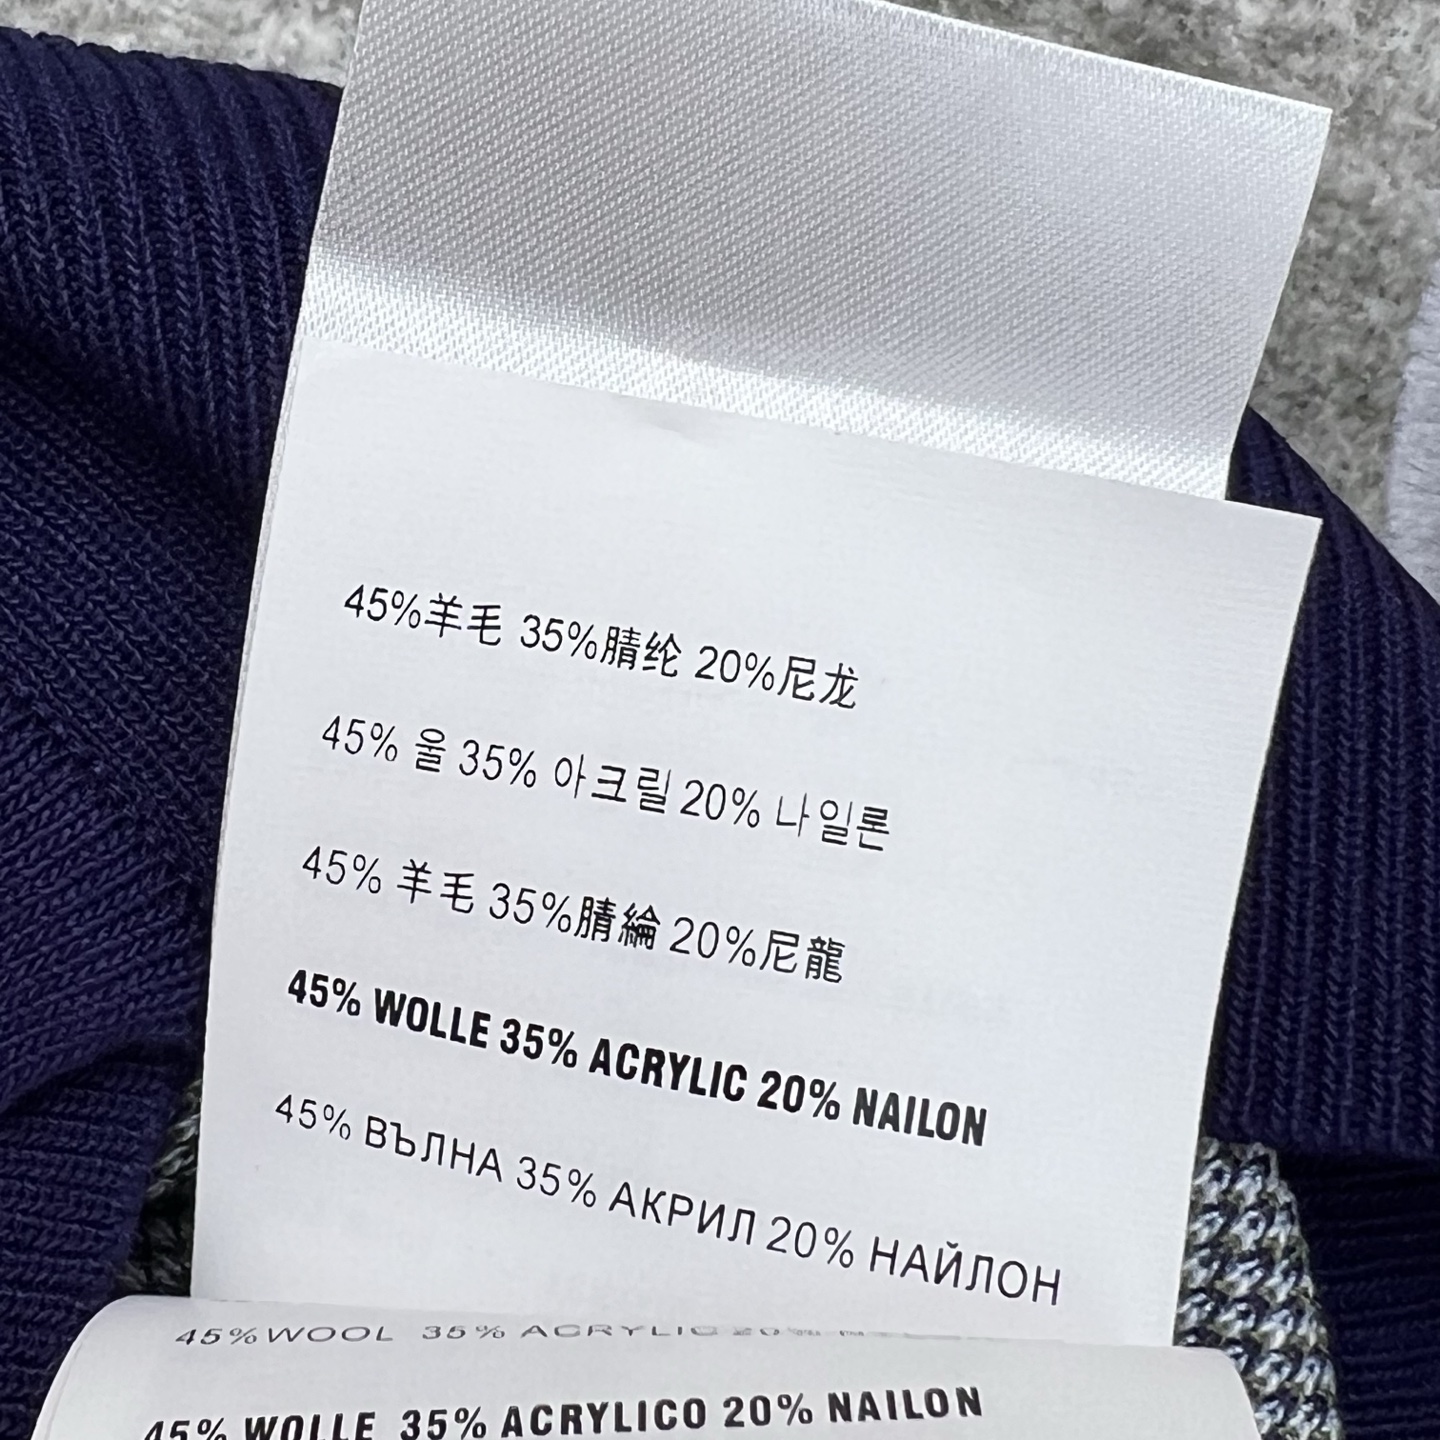 45%羊毛 35%腈纶 20%尼龙
45% 울 35% 아크릴 20% 나일론
45% 羊毛 35%腈綸 20%尼龍
45% WOLLE 35% ACRYLIC 20% NAILON
45% ВЪЛНА 35% АКРИЛ 20% НАЙЛОН
45%WOOL 35% ACRYLIC 20%
45% WOLLE 35% ACRYLICO 20% NAILON